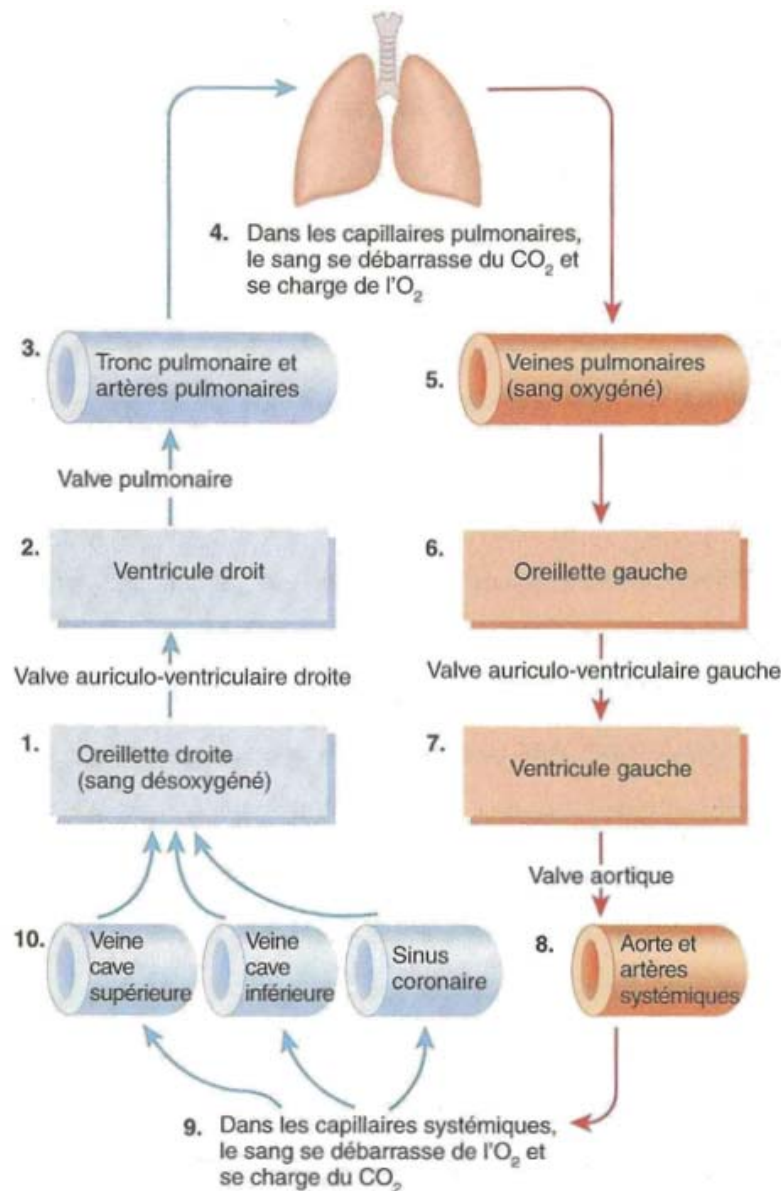 4. Dans les capillaires pulmonaires,
le sang se débarrasse du CO₂ et
se charge de l'O₂
3. Tronc pulmonaire et
artères pulmonaires
5. Veines pulmonaires
(sang oxygéné)
Valve pulmonaire
2. Ventricule droit
6. Oreillette gauche
Valve auriculo-ventriculaire droite
Valve auriculo-ventriculaire gauche
1. Oreillette droite
(sang désoxygéné)
7. Ventricule gauche
Valve aortique
10. Veine
cave
supérieure
Veine
cave
inférieure
Sinus
coronaire
8. Aorte et
artères
systémiques
9. Dans les capillaires systémiques,
le sang se débarrasse de l'O₂ et
se charge du CO₂